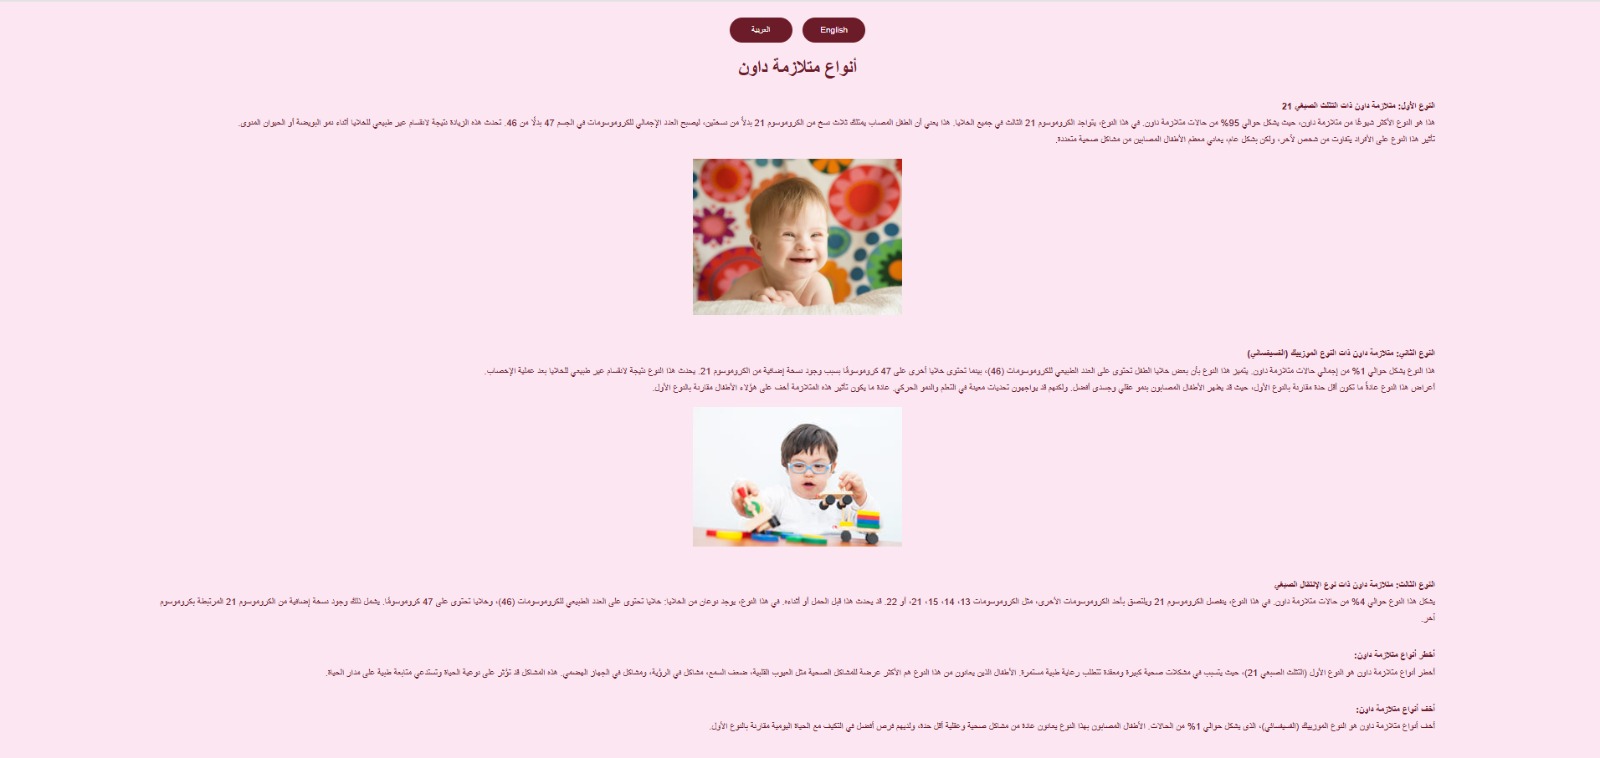 العربية
English
أنواع متلازمة داون
النوع الأول: متلازمة داون ذات التثلث الصبغي 21
هذا هو النوع الأكثر شيوعًا من متلازمة داون، حيث يشكل حوالي 95% من حالات متلازمة داون. في هذا النوع، يتواجد الكروموسوم 21 الثالث في جميع الخلايا. هذا يعني أن الطفل المصاب يمتلك ثلاث نسخ من الكروموسوم 21 بدلاً من نسختين، ليصبح العدد الإجمالي للكروموسومات في الجسم 47 بدلًا من 46. تحدث هذه الزيادة نتيجة لانقسام غير طبيعي للخلايا أثناء نمو البويضة أو الحيوان المنوي.
تأثير هذا النوع على الأفراد يتفاوت من شخص لآخر، ولكن بشكل عام، يعاني معظم الأطفال المصابين من مشاكل صحية متعددة.
النوع الثاني: متلازمة داون ذات النوع الموزييك (الفسيفسائي)
هذا النوع يشكل حوالي 1% من إجمالي حالات متلازمة داون. يتميز هذا النوع بأن بعض خلايا الطفل تحتوي على العدد الطبيعي للكروموسومات (46)، بينما تحتوي خلايا أخرى على 47 كروموسومًا بسبب وجود نسخة إضافية من الكروموسوم 21. يحدث هذا النوع نتيجة لانقسام غير طبيعي للخلايا بعد عملية الإخصاب.
أعراض هذا النوع عادةً ما تكون أقل حدة مقارنة بالنوع الأول، حيث قد يظهر الأطفال المصابون بنمو عقلي وجسدي أفضل. ولكنهم قد يواجهون تحديات معينة في التعلم والنمو الحركي. عادة ما يكون تأثير هذه المتلازمة أخف على هؤلاء الأطفال مقارنة بالنوع الأول.
النوع الثالث: متلازمة داون ذات نوع الإنتقال الصبغي
يشكل هذا النوع حوالي 4% من حالات متلازمة داون. في هذا النوع، ينفصل الكروموسوم 21 ويلتصق بأحد الكروموسومات الأخرى، مثل الكروموسومات 13، 14، 15، 21، أو 22. قد يحدث هذا قبل الحمل أو أثناءه. في هذا النوع، يوجد نوعان من الخلايا: خلايا تحتوي على العدد الطبيعي للكروموسومات (46)، وخلايا تحتوي على 47 كروموسومًا. يشمل ذلك وجود نسخة إضافية من الكروموسوم 21 المرتبطة بكروموسوم
آخر.
أخطر أنواع متلازمة داون:
أخطر أنواع متلازمة داون هو النوع الأول (التثلث الصبغي 21)، حيث يتسبب في مشكلات صحية كبيرة ومعقدة تتطلب رعاية طبية مستمرة. الأطفال الذين يعانون من هذا النوع هم الأكثر عرضة للمشاكل الصحية مثل العيوب القلبية، ضعف السمع، مشاكل في الرؤية، ومشاكل في الجهاز الهضمي. هذه المشاكل قد تؤثر على نوعية الحياة وتستدعي متابعة طبية على مدار الحياة.
أخف أنواع متلازمة داون:
أخف أنواع متلازمة داون هو النوع الموزييك (الفسيفسائي)، الذي يشكل حوالي 1% من الحالات. الأطفال المصابون بهذا النوع يعانون عادة من مشاكل صحية وعقلية أقل حدة، ولديهم فرص أفضل في التكيف مع الحياة اليومية مقارنة بالنوع الأول.